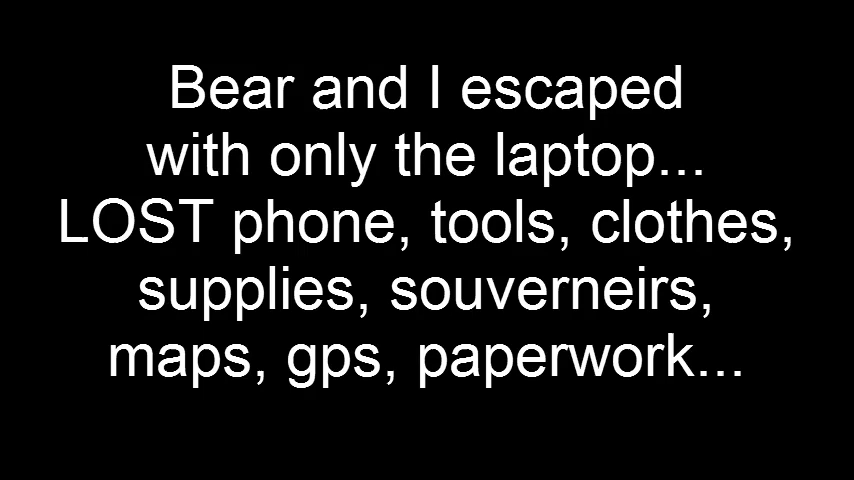 Bear and I escaped
with only the laptop...
LOST phone, tools, clothes,
supplies, souverneirs,
maps, gps, paperwork...